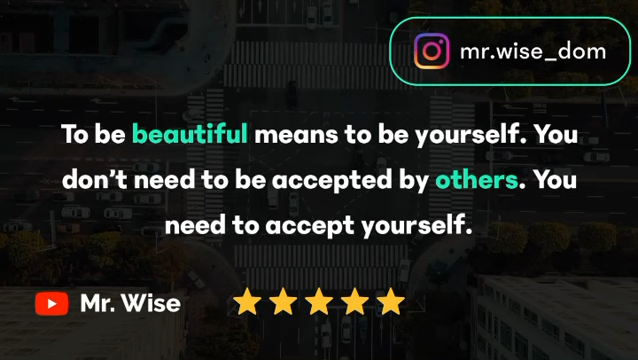 mr.wise_dom
To be beautiful means to be yourself. You
don't need to be accepted by others. You
need to accept yourself.
Mr. Wise